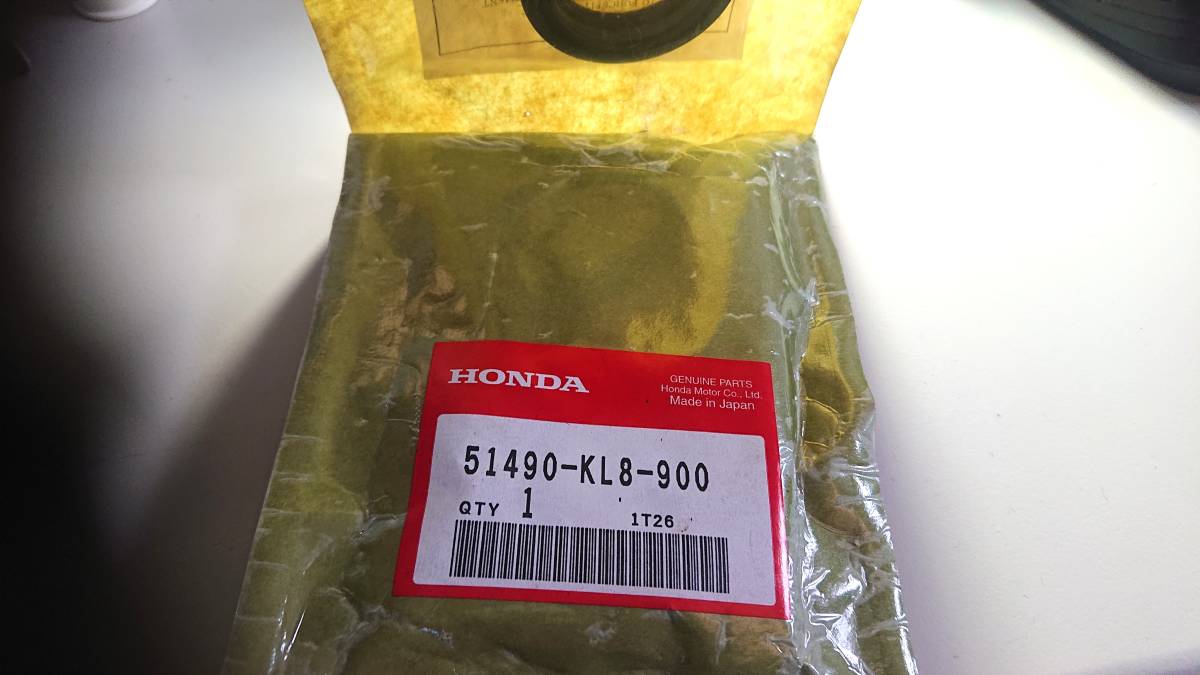 HONDA
GENUINE PARTS
Honda Motor Co., Ltd.
Made in Japan
51490-KL8-900
QTY 1 1T26